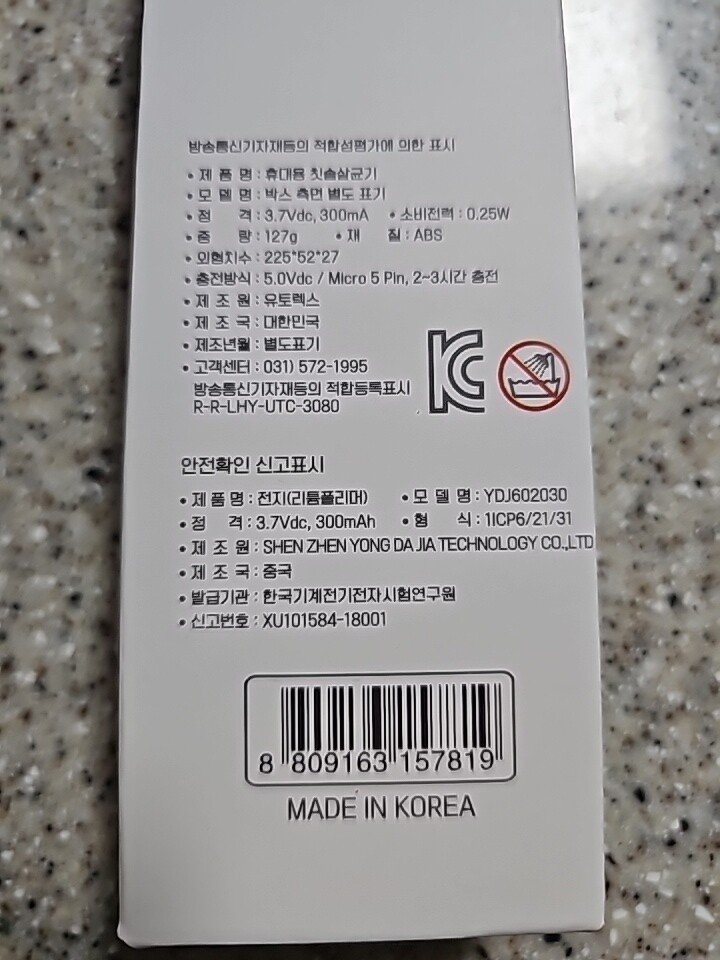 방송통신기자재등의 적합성평가에 의한 표시
• 제 품 명 : 휴대용 칫솔살균기
• 모 델 명 : 박스 측면 별도 표기
• 정 격 : 3.7Vdc, 300mA • 소비전력 : 0.25W
• 중 량 : 127g • 재 질 : ABS
• 외형치수 : 225*52*27
• 충전방식 : 5.0Vdc / Micro 5 Pin, 2~3시간 충전
• 제 조 원 : 유토렉스
• 제 조 국 : 대한민국
• 제조년월 : 별도표기
• 고객센터 : 031) 572-1995
방송통신기자재등의 적합등록표시
R-R-LHY-UTC-3080
KC
안전확인 신고표시
• 제 품 명 : 전지(리튬폴리머) • 모 델 명 : YDJ602030
• 정 격 : 3.7Vdc, 300mAh • 형 식 : 1ICP6/21/31
• 제 조 원 : SHEN ZHEN YONG DA JIA TECHNOLOGY CO.,LTD
• 제 조 국 : 중국
• 발급기관 : 한국기계전기전자시험연구원
• 신고번호 : XU101584-18001
8 809163 157819
MADE IN KOREA